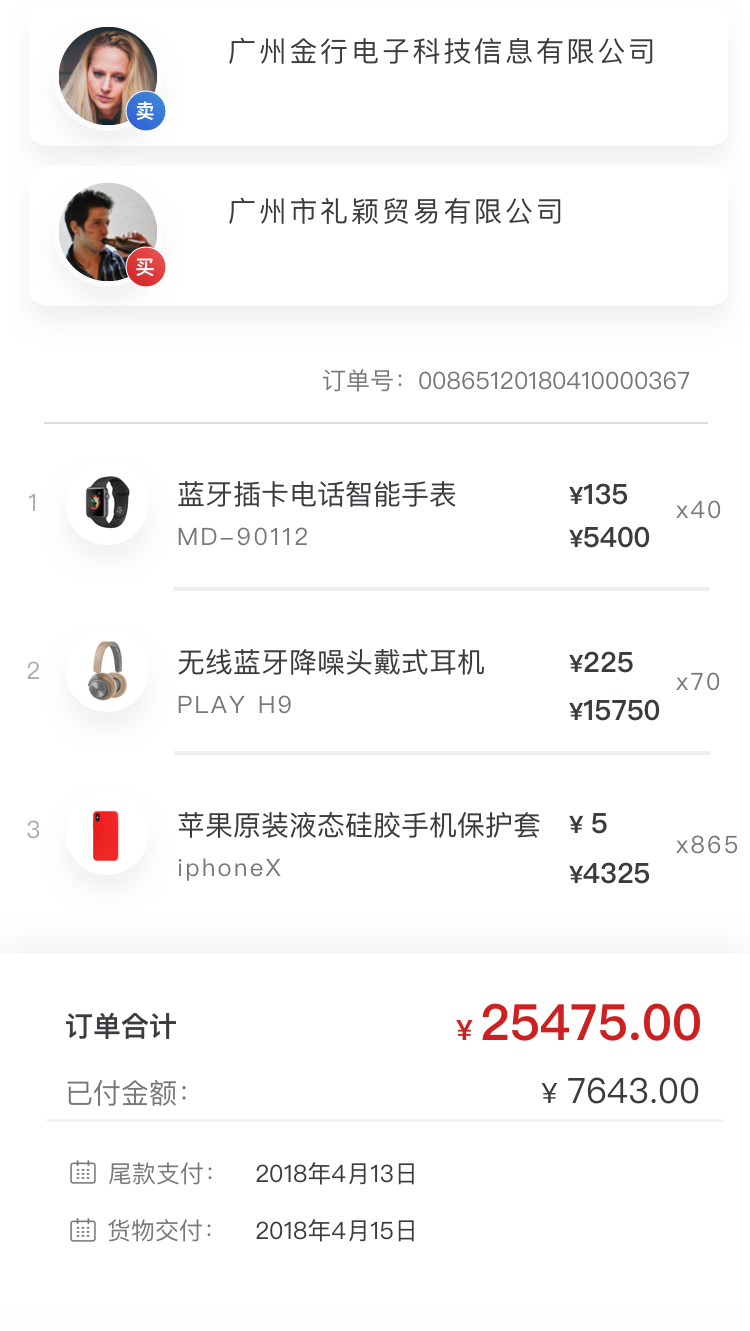 广州金行电子科技信息有限公司
卖
广州市礼颖贸易有限公司
买
订单号：00865120180410000367
1
蓝牙插卡电话智能手表
MD-90112
¥135
¥5400
x40
2
无线蓝牙降噪头戴式耳机
PLAY H9
¥225
¥15750
x70
3
苹果原装液态硅胶手机保护套
iphoneX
¥ 5
¥4325
x865
订单合计
¥ 25475.00
已付金额：
¥ 7643.00
尾款支付： 2018年4月13日
货物交付： 2018年4月15日